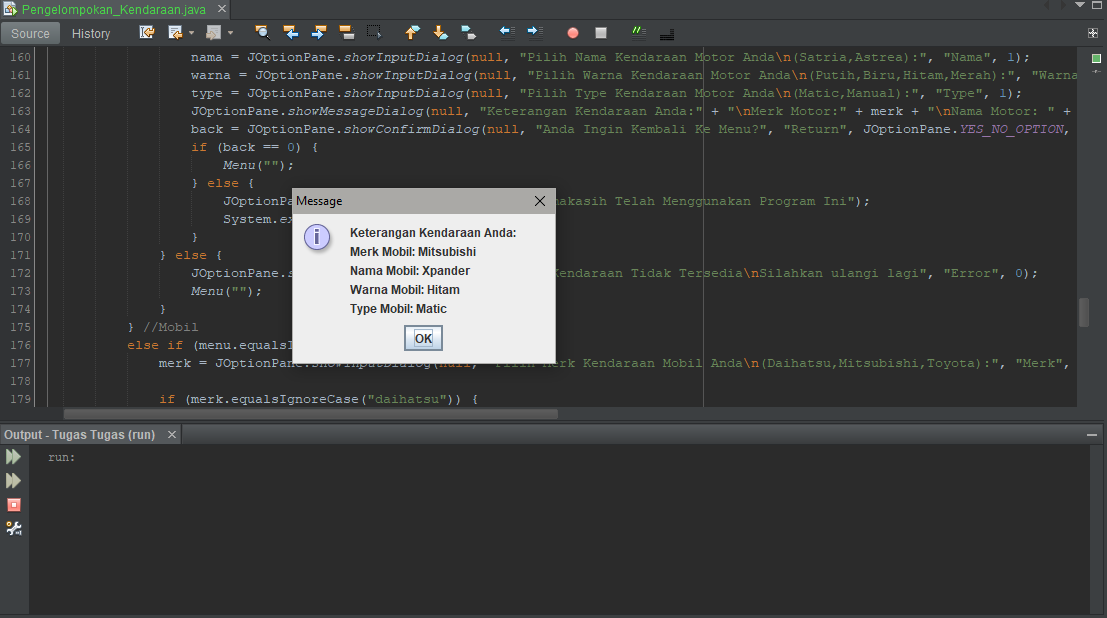 Pengelompokan_Kendaraan.java
Source History
160 nama = JOptionPane.showInputDialog(null, "Pilih Nama Kendaraan Motor Anda\n(Satria,Astrea):", "Nama", 1);
161 warna = JOptionPane.showInputDialog(null, "Pilih Warna Kendaraan Motor Anda\n(Putih,Biru,Hitam,Merah):", "Warna
162 type = JOptionPane.showInputDialog(null, "Pilih Type Kendaraan Motor Anda\n(Matic,Manual):", "Type", 1);
163 JOptionPane.showMessageDialog(null, "Keterangan Kendaraan Anda:" + "\nMerk Motor:" + merk + "\nNama Motor: " +
164 back = JOptionPane.showConfirmDialog(null, "Anda Ingin Kembali Ke Menu?", "Return", JOptionPane.YES_NO_OPTION,
165 if (back == 0) {
166 Menu("");
167 } else {
168 JOptionPa makasih Telah Menggunakan Program Ini");
169 System.ex
170 }
171 } else {
172 JOptionPane.s Kendaraan Tidak Tersedia\nSilahkan ulangi lagi", "Error", 0);
173 Menu("");
174 }
175 } //Mobil
176 else if (menu.equalsI
177 merk = JOptionPane.showInputDialog(null, "Pilih Merk Kendaraan Mobil Anda\n(Daihatsu,Mitsubishi,Toyota):", "Merk",
178
179 if (merk.equalsIgnoreCase("daihatsu")) {
Message
Keterangan Kendaraan Anda:
Merk Mobil: Mitsubishi
Nama Mobil: Xpander
Warna Mobil: Hitam
Type Mobil: Matic
OK
Output - Tugas Tugas (run)
run: